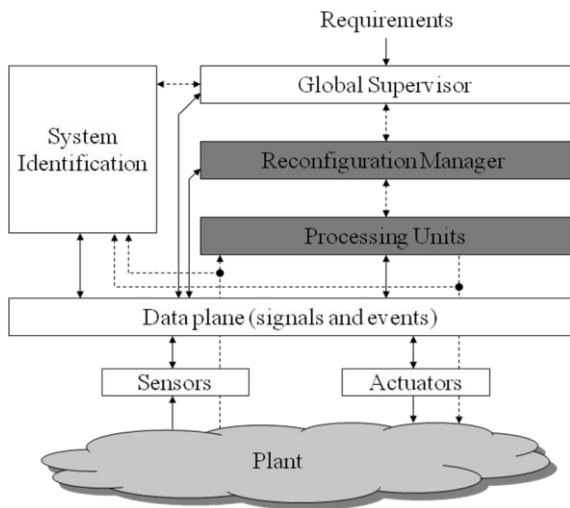 Requirements
Global Supervisor
System
Identification
Reconfiguration Manager
Processing Units
Data plane (signals and events)
Sensors
Actuators
Plant